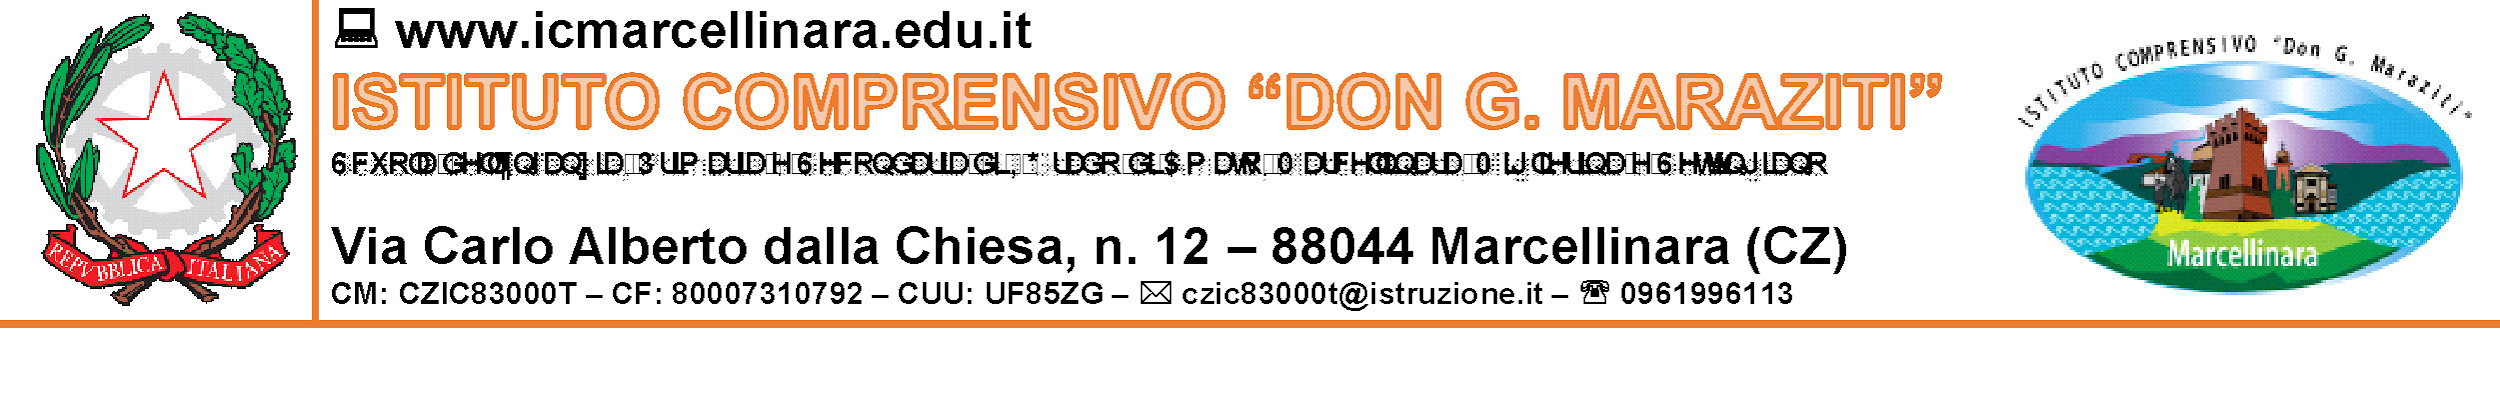 www.icmarcellinara.edu.it
ISTITUTO COMPRENSIVO “DON G. MARAZITI”
Via Carlo Alberto dalla Chiesa, n. 12 – 88044 Marcellinara (CZ)
CM: CZIC83000T – CF: 80007310792 – CUU: UF85ZG – czic83000t@istruzione.it – 0961996113
REPVBBLICA ITALIANA
ISTITUTO COMPRENSIVO "Don G. Maraziti"
Marcellinara